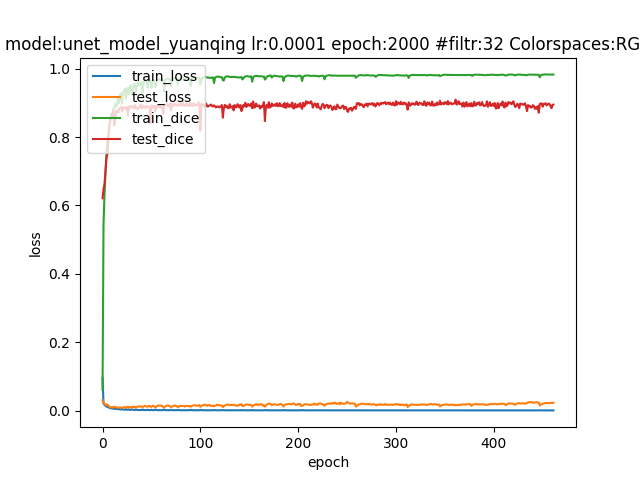 model:unet_model_yuanqing lr:0.0001 epoch:2000 #filtr:32 Colorspaces:RG
1.0
0.8
0.6
0.4
0.2
0.0
loss
train_loss
test_loss
train_dice
test_dice
0 100 200 300 400
epoch